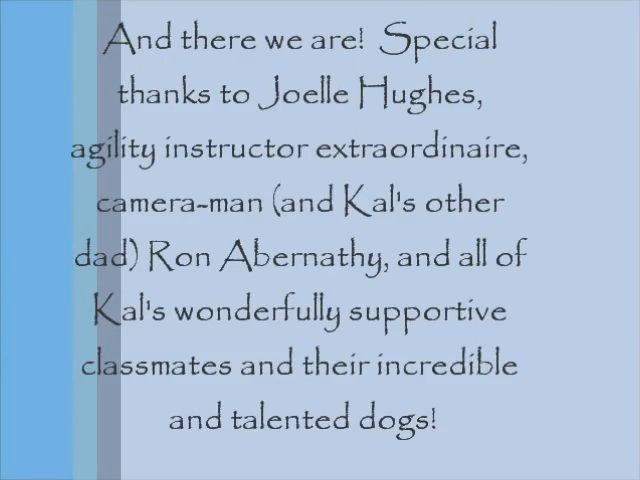 And there we are!  Special
thanks to Joelle Hughes,
agility instructor extraordinaire,
camera-man (and Kal's other
dad) Ron Abernathy, and all of
Kal's wonderfully supportive
classmates and their incredible
and talented dogs!